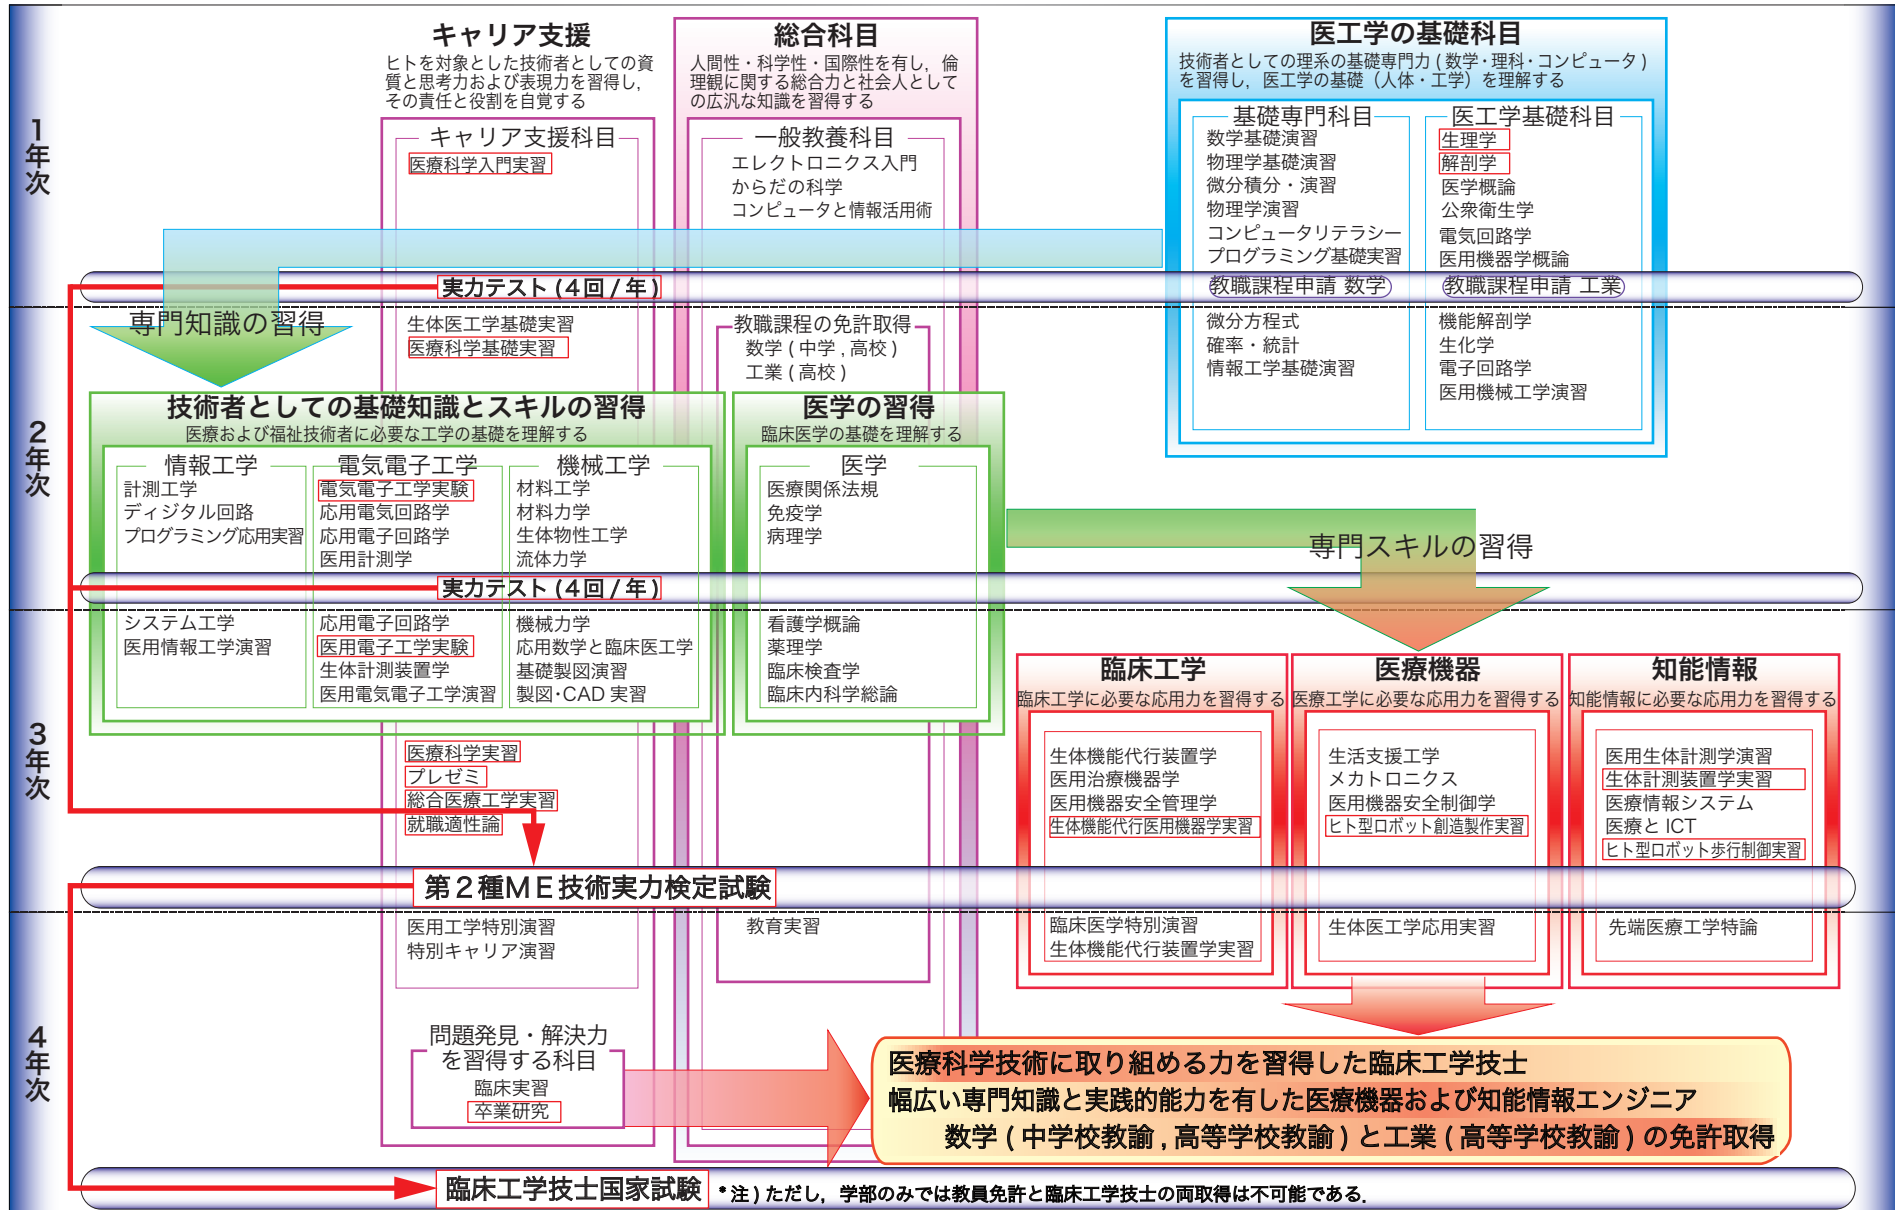 キャリア支援
ヒトを対象とした技術者としての資
質と思考力および表現力を習得し，
その責任と役割を自覚する
総合科目
人間性・科学性・国際性を有し，倫
理観に関する総合力と社会人として
の広汎な知識を習得する
医工学の基礎科目
技術者としての理系の基礎専門力(数学・理科・コンピュータ)
を習得し，医工学の基礎（人体・工学）を理解する
1年次
キャリア支援科目
医療科学入門実習
一般教養科目
エレクトロニクス入門
からだの科学
コンピュータと情報活用術
基礎専門科目
数学基礎演習
物理学基礎演習
微分積分・演習
物理学演習
コンピュータリテラシー
プログラミング基礎実習
教職課程申請 数学
医工学基礎科目
生理学
解剖学
医学概論
公衆衛生学
電気回路学
医用機器学概論
教職課程申請 工業
実力テスト(4回/年)
専門知識の習得
2年次
生体医工学基礎実習
医療科学基礎実習
教職課程の免許取得
数学(中学,高校)
工業(高校)
微分方程式
確率・統計
情報工学基礎演習
機能解剖学
生化学
電子回路学
医用機械工学演習
技術者としての基礎知識とスキルの習得
医療および福祉技術者に必要な工学の基礎を理解する
医学の習得
臨床医学の基礎を理解する
情報工学
計測工学
ディジタル回路
プログラミング応用実習
電気電子工学
電気電子工学実験
応用電気回路学
応用電子回路学
医用計測学
機械工学
材料工学
材料力学
生体物性工学
流体力学
医学
医療関係法規
免疫学
病理学
専門スキルの習得
実力テスト(4回/年)
3年次
システム工学
医用情報工学演習
応用電子回路学
医用電子工学実験
生体計測装置学
医用電気電子工学演習
機械力学
応用数学と臨床医工学
基礎製図演習
製図・CAD実習
看護学概論
薬理学
臨床検査学
臨床内科学総論
医療科学実習
プレゼミ
総合医療工学実習
就職適性論
臨床工学
臨床工学に必要な応用力を習得する
生体機能代行装置学
医用治療機器学
医用機器安全管理学
生体機能代行医用機器学実習
医療機器
医療工学に必要な応用力を習得する
生活支援工学
メカトロニクス
医用機器安全制御学
ヒト型ロボット創造製作実習
知能情報
知能情報に必要な応用力を習得する
医用生体計測学演習
生体計測装置学実習
医療情報システム
医療とICT
ヒト型ロボット歩行制御実習
第2種ME技術実力検定試験
4年次
医用工学特別演習
特別キャリア演習
教育実習
臨床医学特別演習
生体機能代行装置学実習
生体医工学応用実習
先端医療工学特論
問題発見・解決力
を習得する科目
臨床実習
卒業研究
医療科学技術に取り組める力を習得した臨床工学技士
幅広い専門知識と実践的能力を有した医療機器および知能情報エンジニア
数学(中学校教諭,高等学校教諭)と工業(高等学校教諭)の免許取得
臨床工学技士国家試験
*注)ただし，学部のみでは教員免許と臨床工学技士の両取得は不可能である.